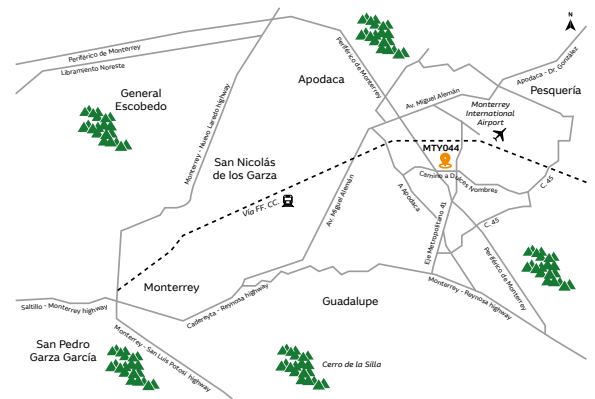 N
Periférico de Monterrey
Libramiento Noreste
Periférico de Monterrey
Apodaca - Dr. González
General
Escobedo
Apodaca
Pesquería
Av. Miguel Alemán
Monterrey
International
Airport
Monterrey - Nuevo Laredo highway
MTY044
San Nicolás
de los Garza
Camino a Dulces Nombres
C. 45
Vía FF. CC.
Av. Miguel Alemán
A Apodaca
Eje Metropolitano 41
C. 45
Periférico de Monterrey
Monterrey
Guadalupe
Saltillo - Monterrey highway
Cadereyta - Reynosa highway
Monterrey - Reynosa highway
San Pedro
Garza García
Monterrey - San Luis Potosí highway
Cerro de la Silla